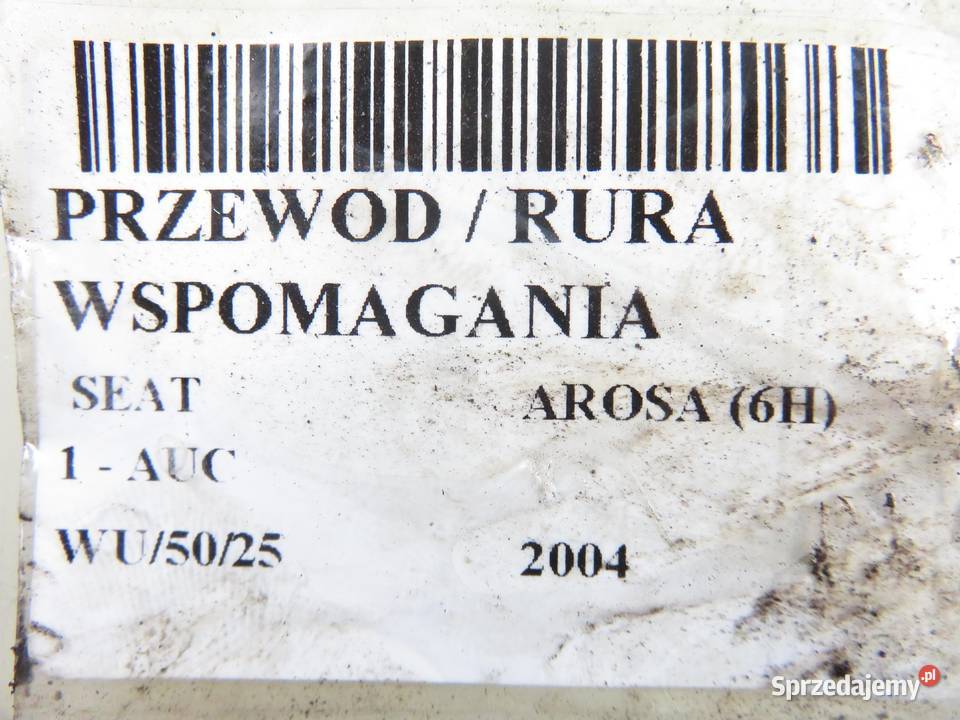 PRZEWOD / RURA
WSPOMAGANIA
SEAT AROSA (6H)
1 - AUC
WU/50/25 2004
Sprzedajemy.pl